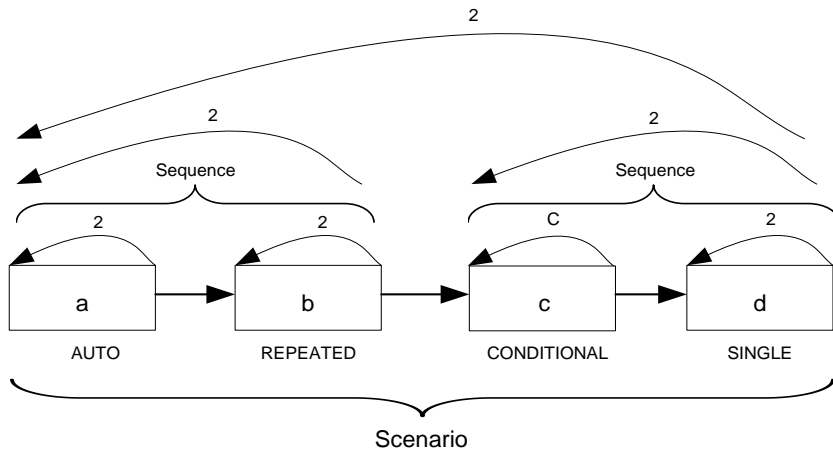 2
2
2
Sequence
Sequence
2
2
C
2
a
b
c
d
AUTO
REPEATED
CONDITIONAL
SINGLE
Scenario